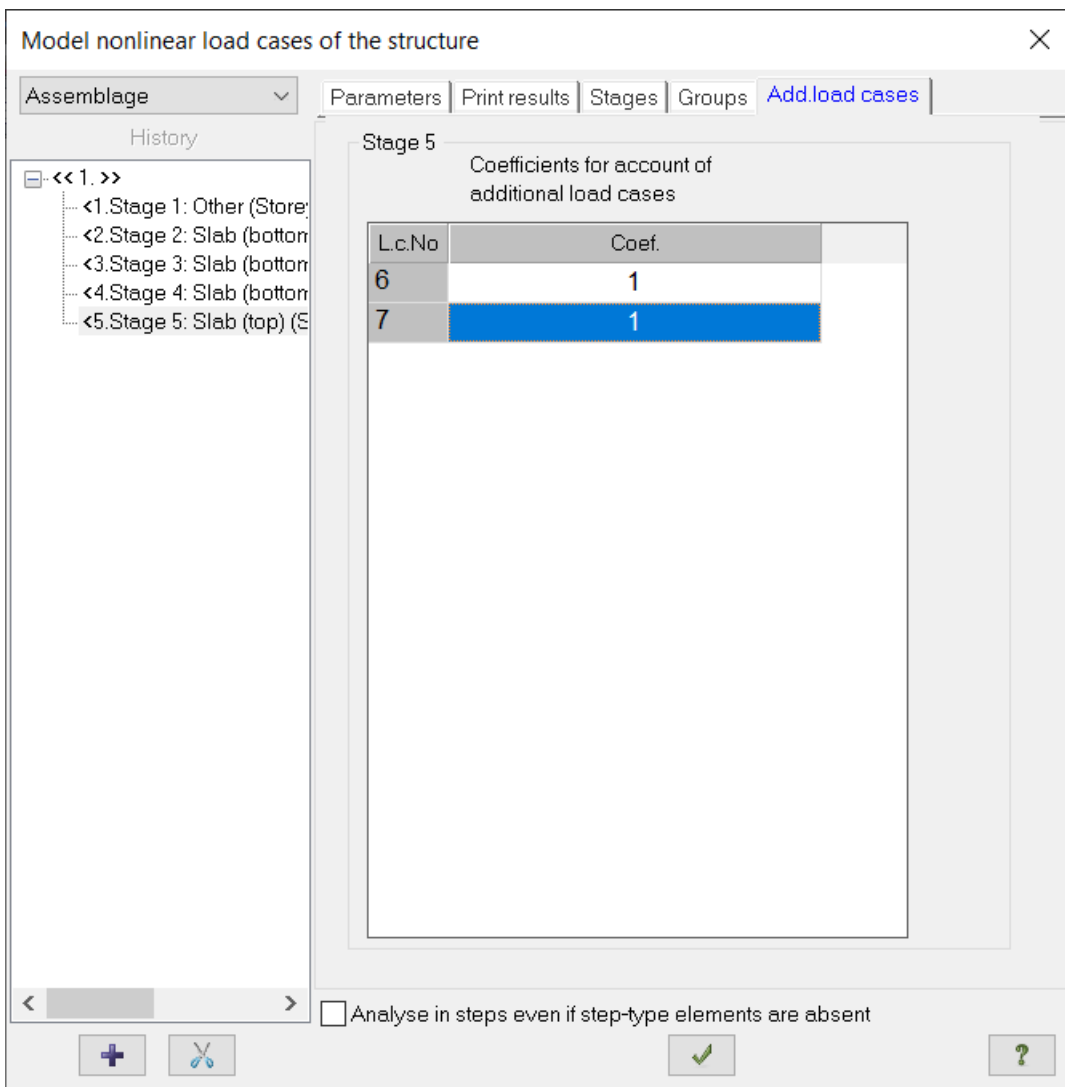 Model nonlinear load cases of the structure
Assemblage
Parameters
Print results
Stages
Groups
Add.load cases
History
<< 1. >>
<1.Stage 1: Other (Storey
<2.Stage 2: Slab (bottom
<3.Stage 3: Slab (bottom
<4.Stage 4: Slab (bottom
<5.Stage 5: Slab (top) (S
Stage 5
Coefficients for account of
additional load cases
L.c.No Coef.
6 1
7 1
Analyse in steps even if step-type elements are absent
?